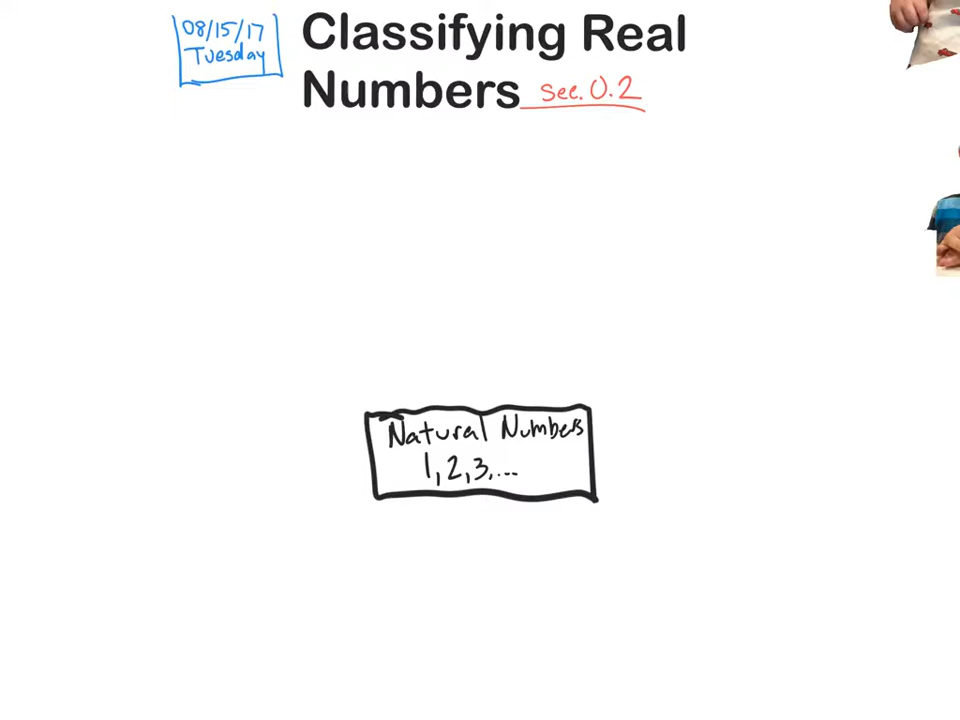 08/15/17
Tuesday
Classifying Real
Numbers sec. 0.2
Natural Numbers
1, 2, 3, ...